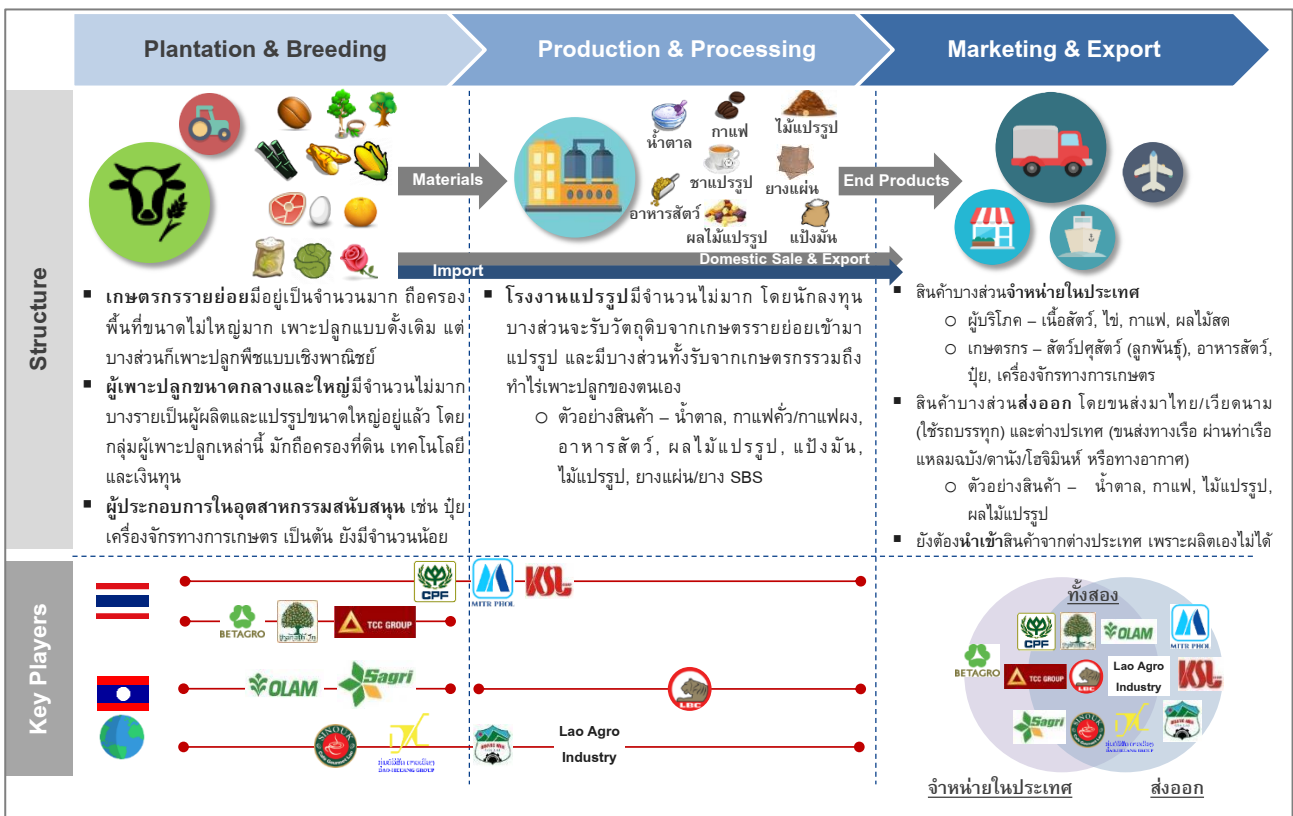 Plantation & Breeding
Production & Processing
Marketing & Export
Structure
Materials
น้ำตาล
กาแฟ
ไม้แปรรูป
ชาแปรรูป
ยางแผ่น
อาหารสัตว์
ผลไม้แปรรูป
แป้งมัน
End Products
Domestic Sale & Export
Import
▪ เกษตรกรรายย่อยมีอยู่เป็นจำนวนมาก ถือครอง
พื้นที่ขนาดไม่ใหญ่มาก เพาะปลูกแบบดั้งเดิม แต่
บางส่วนก็เพาะปลูกพืชแบบเชิงพาณิชย์
▪ ผู้เพาะปลูกขนาดกลางและใหญ่มีจำนวนไม่มาก
บางรายเป็นผู้ผลิตและแปรรูปขนาดใหญ่อยู่แล้ว โดย
กลุ่มผู้เพาะปลูกเหล่านี้ มักถือครองที่ดิน เทคโนโลยี
และเงินทุน
▪ ผู้ประกอบการในอุตสาหกรรมสนับสนุน เช่น ปุ๋ย
เครื่องจักรทางการเกษตร เป็นต้น ยังมีจำนวนน้อย
▪ โรงงานแปรรูปมีจำนวนไม่มาก โดยนักลงทุน
บางส่วนจะรับวัตถุดิบจากเกษตรรายย่อยเข้ามา
แปรรูป และมีบางส่วนทั้งรับจากเกษตรกรรวมถึง
ทำไร่เพาะปลูกของตนเอง
○ ตัวอย่างสินค้า – น้ำตาล, กาแฟคั่ว/กาแฟผง,
อาหารสัตว์, ผลไม้แปรรูป, แป้งมัน,
ไม้แปรรูป, ยางแผ่น/ยาง SBS
▪ สินค้าบางส่วนจำหน่ายในประเทศ
○ ผู้บริโภค – เนื้อสัตว์, ไข่, กาแฟ, ผลไม้สด
○ เกษตรกร – สัตว์ปศุสัตว์ (ลูกพันธุ์), อาหารสัตว์,
ปุ๋ย, เครื่องจักรทางการเกษตร
▪ สินค้าบางส่วนส่งออก โดยขนส่งมาไทย/เวียดนาม
(ใช้รถบรรทุก) และต่างปรเทศ (ขนส่งทางเรือ ผ่านท่าเรือ
แหลมฉบัง/ดานัง/โฮจิมินห์ หรือทางอากาศ)
○ ตัวอย่างสินค้า – น้ำตาล, กาแฟ, ไม้แปรรูป,
ผลไม้แปรรูป
▪ ยังต้องนำเข้าสินค้าจากต่างประเทศ เพราะผลิตเองไม่ได้
Key Players
CPF
MITR PHOL
KSL
BETAGRO
TCC GROUP
OLAM
Sagri
LBC
SINOUK
DAO-HEUANG GROUP
Lao Agro
Industry
ทั้งสอง
CPF
OLAM
MITR PHOL
BETAGRO
TCC GROUP
LBC
Lao Agro
Industry
KSL
Sagri
SINOUK
DAO-HEUANG GROUP
จำหน่ายในประเทศ
ส่งออก